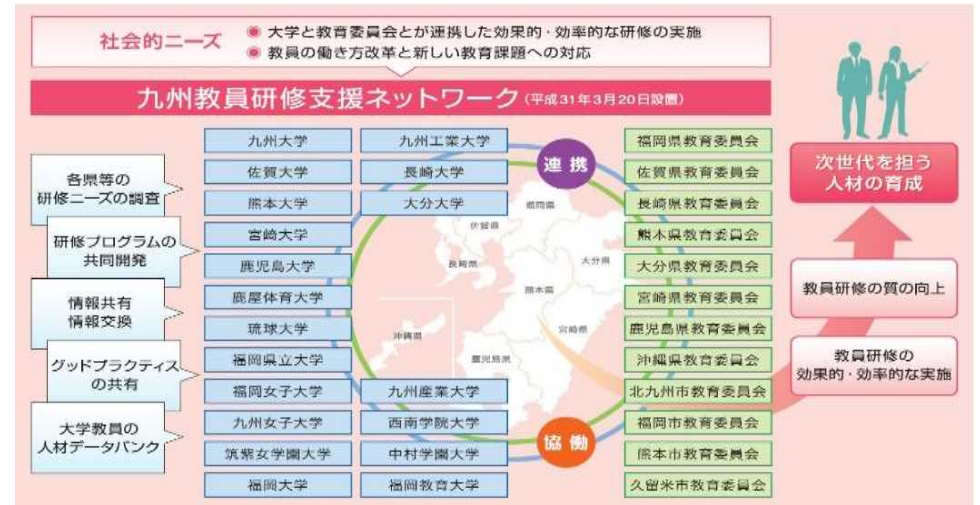 社会的ニーズ
◉ 大学と教育委員会とが連携した効果的・効率的な研修の実施
◉ 教員の働き方改革と新しい教育課題への対応
九州教員研修支援ネットワーク(平成31年3月20日設置)
各県等の
研修ニーズの調査
研修プログラムの
共同開発
情報共有
情報交換
グッドプラクティス
の共有
大学教員の
人材データバンク
九州大学
九州工業大学
佐賀大学
長崎大学
熊本大学
大分大学
宮崎大学
鹿児島大学
鹿屋体育大学
琉球大学
福岡県立大学
福岡女子大学
九州産業大学
九州女子大学
西南学院大学
筑紫女学園大学
中村学園大学
福岡大学
福岡教育大学
連携
福岡県
佐賀県
長崎県
大分県
熊本県
宮崎県
沖縄県
鹿児島県
協働
福岡県教育委員会
佐賀県教育委員会
長崎県教育委員会
熊本県教育委員会
大分県教育委員会
宮崎県教育委員会
鹿児島県教育委員会
沖縄県教育委員会
北九州市教育委員会
福岡市教育委員会
熊本市教育委員会
久留米市教育委員会
次世代を担う
人材の育成
教員研修の質の向上
教員研修の
効果的・効率的な実施